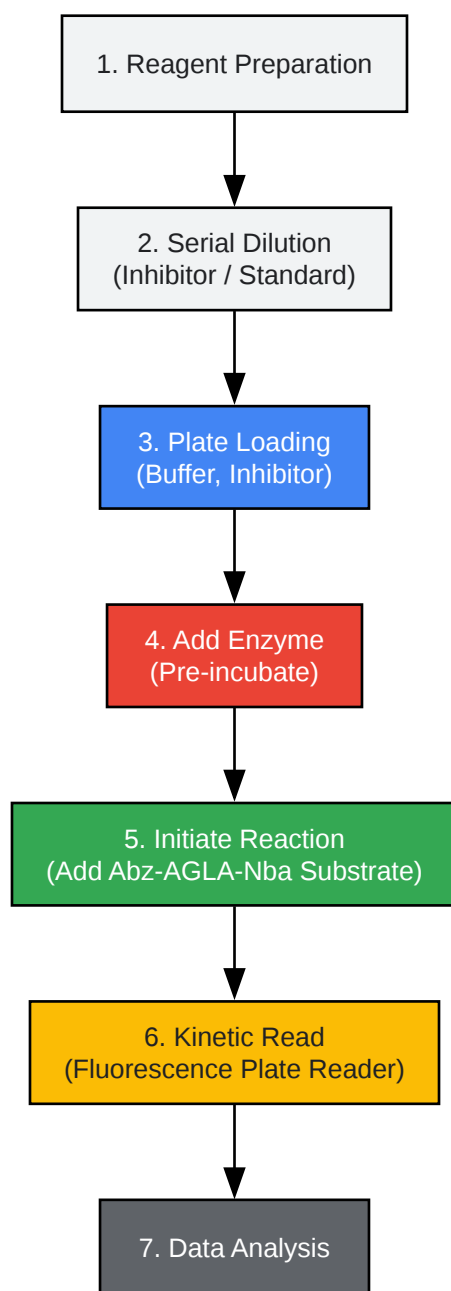 1. Reagent Preparation
2. Serial Dilution
(Inhibitor / Standard)
3. Plate Loading
(Buffer, Inhibitor)
4. Add Enzyme
(Pre-incubate)
5. Initiate Reaction
(Add Abz-AGLA-Nba Substrate)
6. Kinetic Read
(Fluorescence Plate Reader)
7. Data Analysis